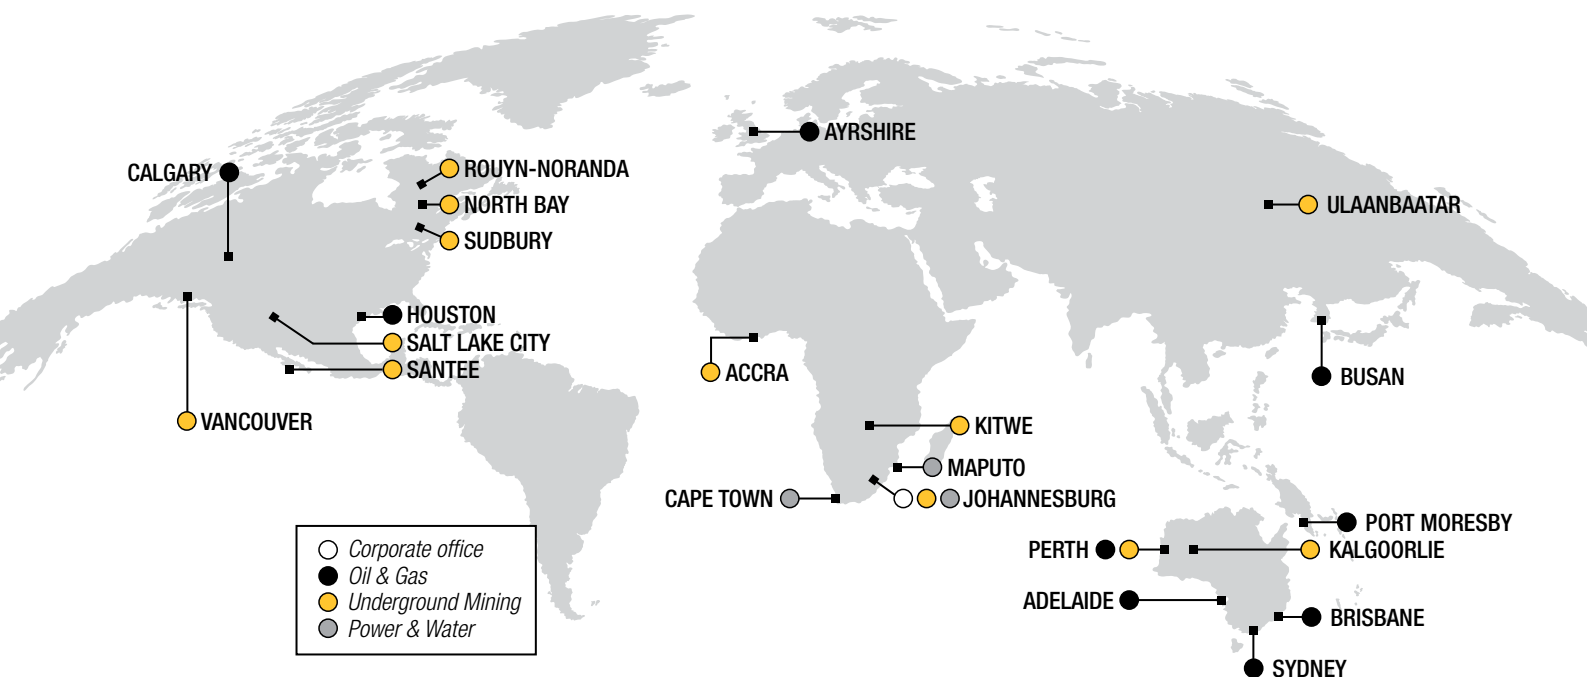 AYRSHIRE
CALGARY
ROUYN-NORANDA
NORTH BAY
ULAANBAATAR
SUDBURY
HOUSTON
SALT LAKE CITY
SANTEE
ACCRA
BUSAN
VANCOUVER
KITWE
MAPUTO
CAPE TOWN
JOHANNESBURG
PORT MORESBY
PERTH
KALGOORLIE
ADELAIDE
BRISBANE
SYDNEY
Corporate office
Oil & Gas
Underground Mining
Power & Water